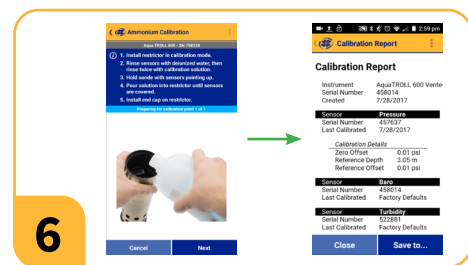 Ammonium Calibration
Aqua TROLL 600 - SN 798238
1. Install restrictor in calibration mode.
2. Rinse sensors with deionized water, then
rinse twice with calibration solution.
3. Hold sonde with sensors pointing up.
4. Pour solution into restrictor until sensors
are covered.
5. Install end cap on restrictor.
Preparing for calibration point 1 of 1
Cancel Next
2:59 pm
Calibration Report
Calibration Report
Instrument AquaTROLL 600 Vente
Serial Number 458014
Created 7/28/2017
Sensor Pressure
Serial Number 457637
Last Calibrated 7/28/2017
Calibration Details
Zero Offset 0.01 psi
Reference Depth 3.05 m
Reference Offset 0.01 psi
Sensor Baro
Serial Number 458014
Last Calibrated Factory Defaults
Sensor Turbidity
Serial Number 522881
Last Calibrated Factory Defaults
Close Save to...
6